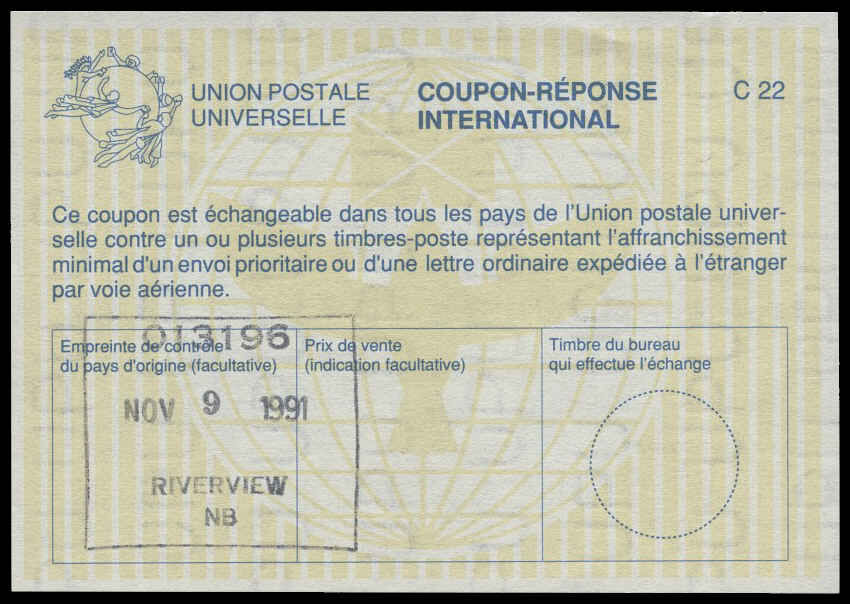 UNION POSTALE
UNIVERSELLE
COUPON-RÉPONSE
INTERNATIONAL
C 22
Ce coupon est échangeable dans tous les pays de l'Union postale univer-
selle contre un ou plusieurs timbres-poste représentant l'affranchissement
minimal d'un envoi prioritaire ou d'une lettre ordinaire expédiée à l'étranger
par voie aérienne.
Empreinte de contrôle
du pays d'origine (facultative)
013196
NOV 9 1991
RIVERVIEW
NB
Prix de vente
(indication facultative)
Timbre du bureau
qui effectue l'échange